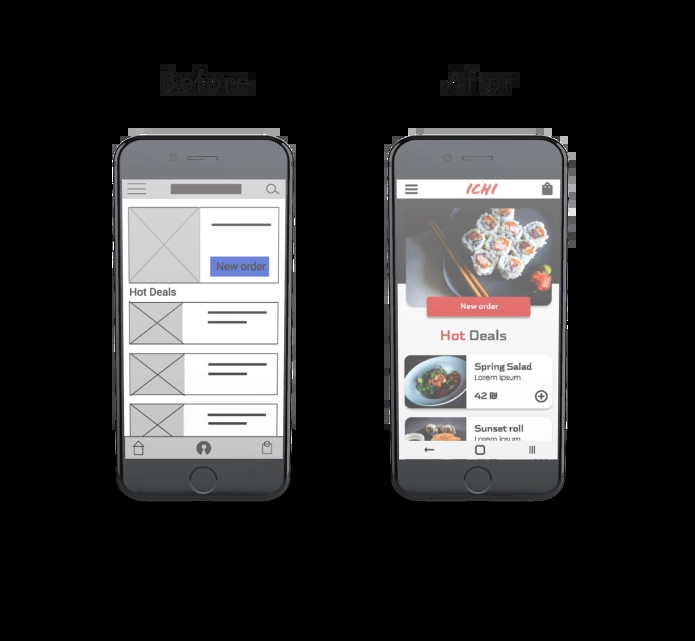 Before
After
New order
Hot Deals
ICHI
New order
Hot Deals
Spring Salad
Lorem ipsum
42 ₪
Sunset roll
Lorem ipsum